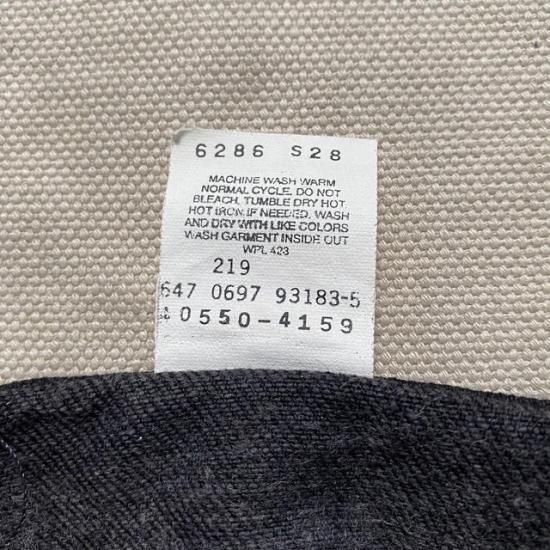 6286 S28
MACHINE WASH WARM
NORMAL CYCLE. DO NOT
BLEACH, TUMBLE DRY HOT
HOT IRON IF NEEDED. WASH
AND DRY WITH LIKE COLORS
WASH GARMENT INSIDE OUT
WPL 423
219
647 0697 93183-5
0550-4159